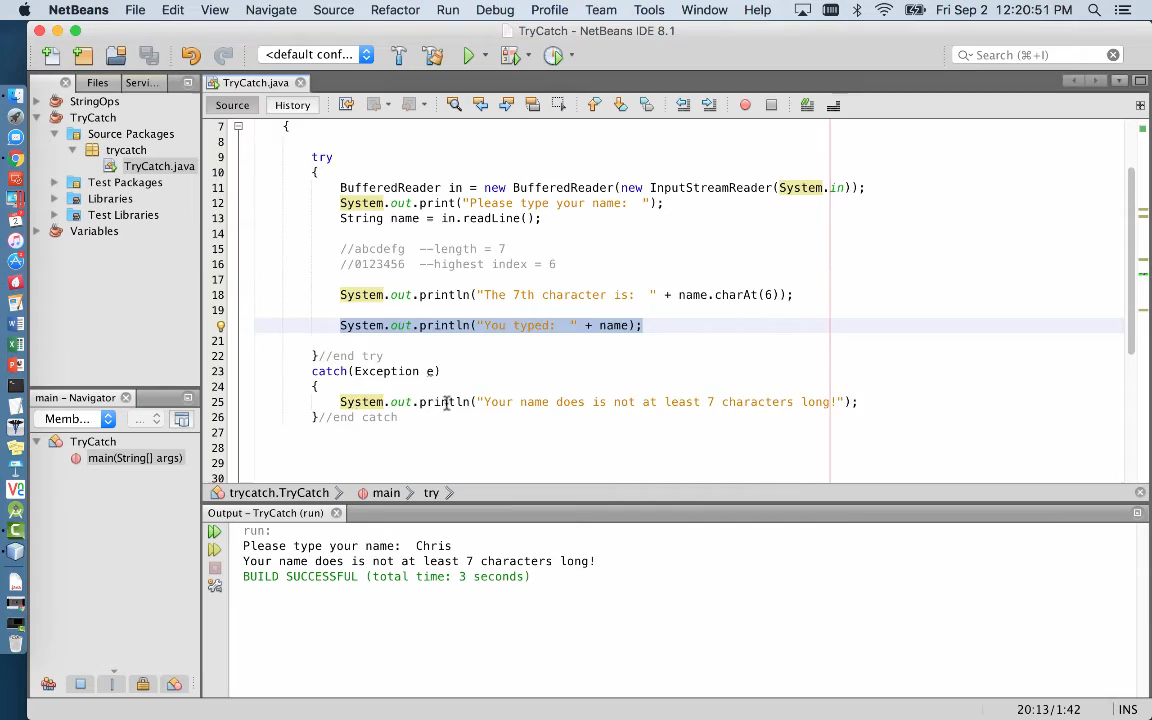 NetBeans File Edit View Navigate Source Refactor Run Debug Profile Team Tools Window Help Fri Sep 2 12:20:51 PM
TryCatch - NetBeans IDE 8.1
<default conf...
Search (⌘+I)
Files Servi...
TryCatch.java
StringOps
TryCatch
Source Packages
trycatch
TryCatch.java
Test Packages
Libraries
Test Libraries
Variables
Source History
7 {
8
9 try
10 {
11 BufferedReader in = new BufferedReader(new InputStreamReader(System.in));
12 System.out.print("Please type your name:  ");
13 String name = in.readLine();
14
15 //abcdefg  --length = 7
16 //0123456  --highest index = 6
17
18 System.out.println("The 7th character is:  " + name.charAt(6));
19
System.out.println("You typed:  " + name);
21
22 }//end try
23 catch(Exception e)
24 {
25 System.out.println("Your name does is not at least 7 characters long!");
26 }//end catch
27
28
29
30
main - Navigator
Memb... ...
TryCatch
main(String[] args)
trycatch.TryCatch main try
Output - TryCatch (run)
run:
Please type your name:  Chris
Your name does is not at least 7 characters long!
BUILD SUCCESSFUL (total time: 3 seconds)
20:13/1:42 INS